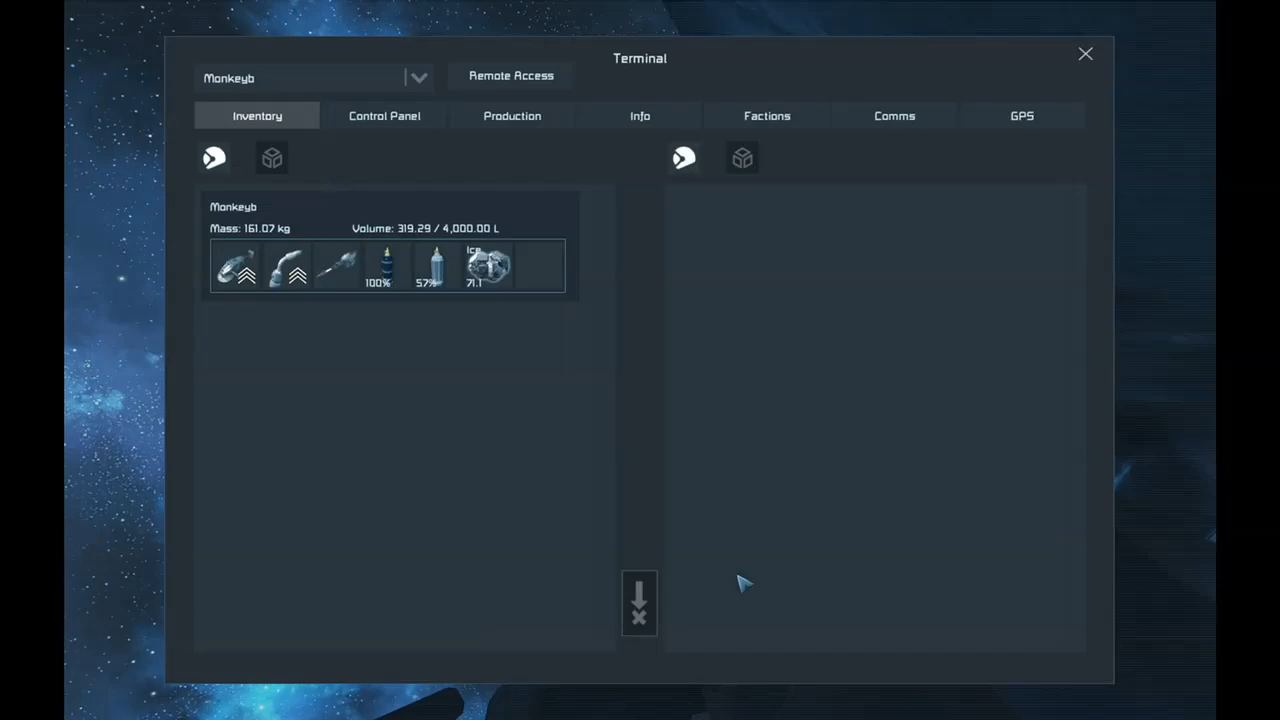 Terminal
Monkeyb
Remote Access
Inventory
Control Panel
Production
Info
Factions
Comms
GPS
Monkeyb
Mass: 161.07 kg
Volume: 319.29 / 4,000.00 L
Ice
100%
57%
71.1